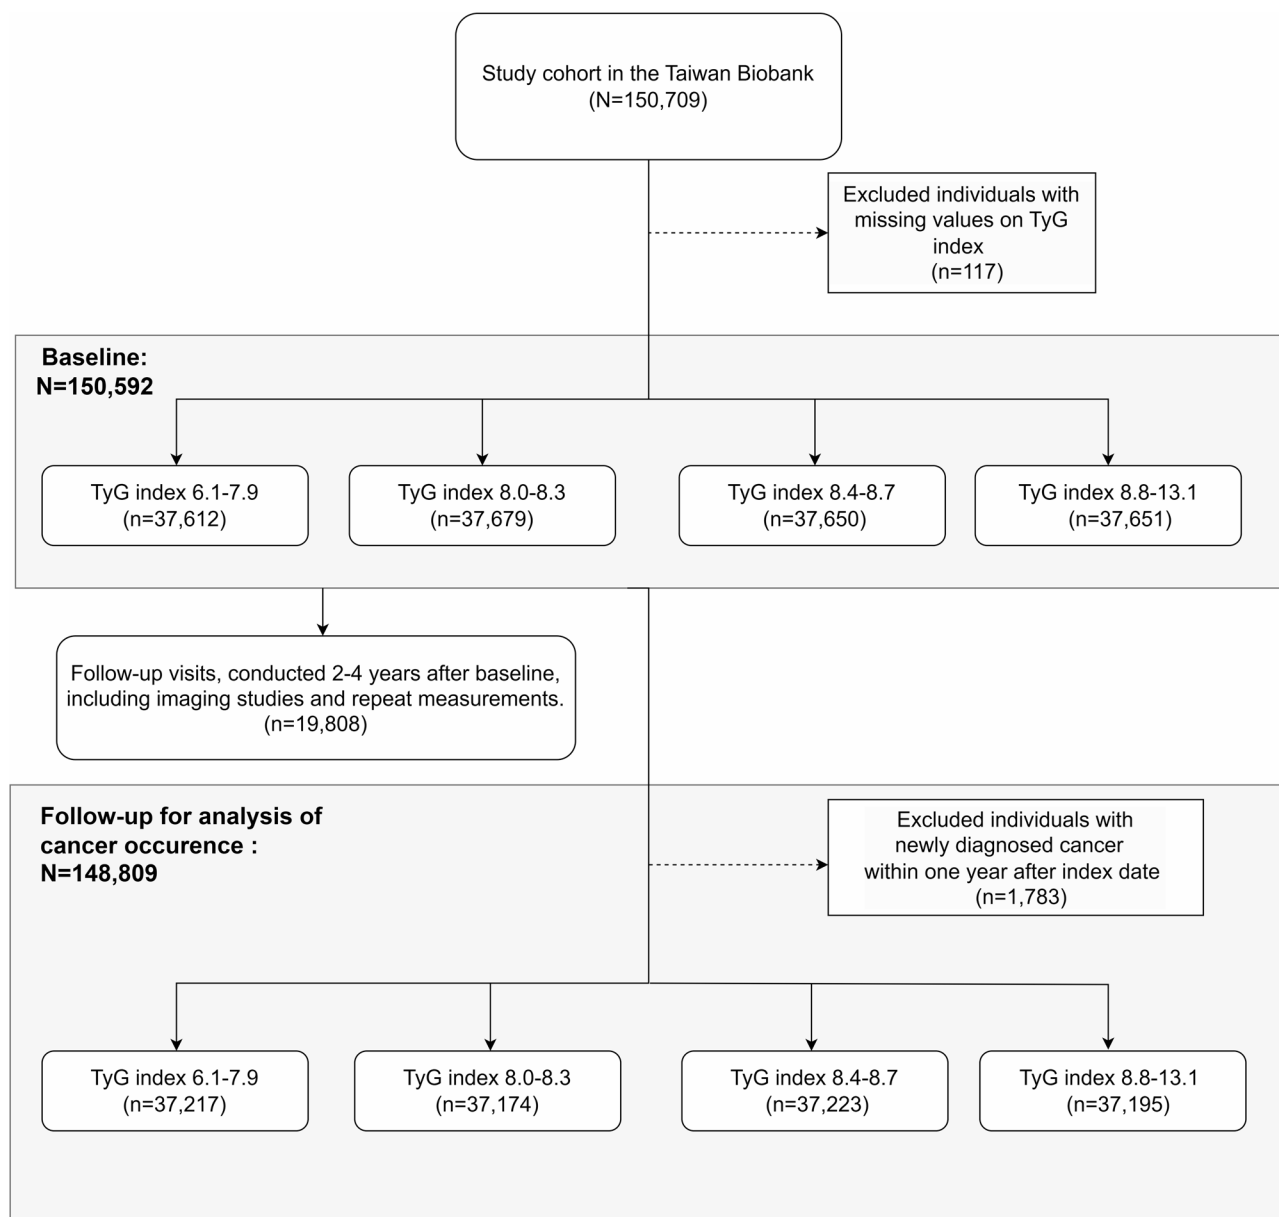 Study cohort in the Taiwan Biobank
(N=150,709)
Excluded individuals with
missing values on TyG
index
(n=117)
Baseline:
N=150,592
TyG index 6.1-7.9
(n=37,612)
TyG index 8.0-8.3
(n=37,679)
TyG index 8.4-8.7
(n=37,650)
TyG index 8.8-13.1
(n=37,651)
Follow-up visits, conducted 2-4 years after baseline,
including imaging studies and repeat measurements.
(n=19,808)
Follow-up for analysis of
cancer occurence :
N=148,809
Excluded individuals with
newly diagnosed cancer
within one year after index date
(n=1,783)
TyG index 6.1-7.9
(n=37,217)
TyG index 8.0-8.3
(n=37,174)
TyG index 8.4-8.7
(n=37,223)
TyG index 8.8-13.1
(n=37,195)